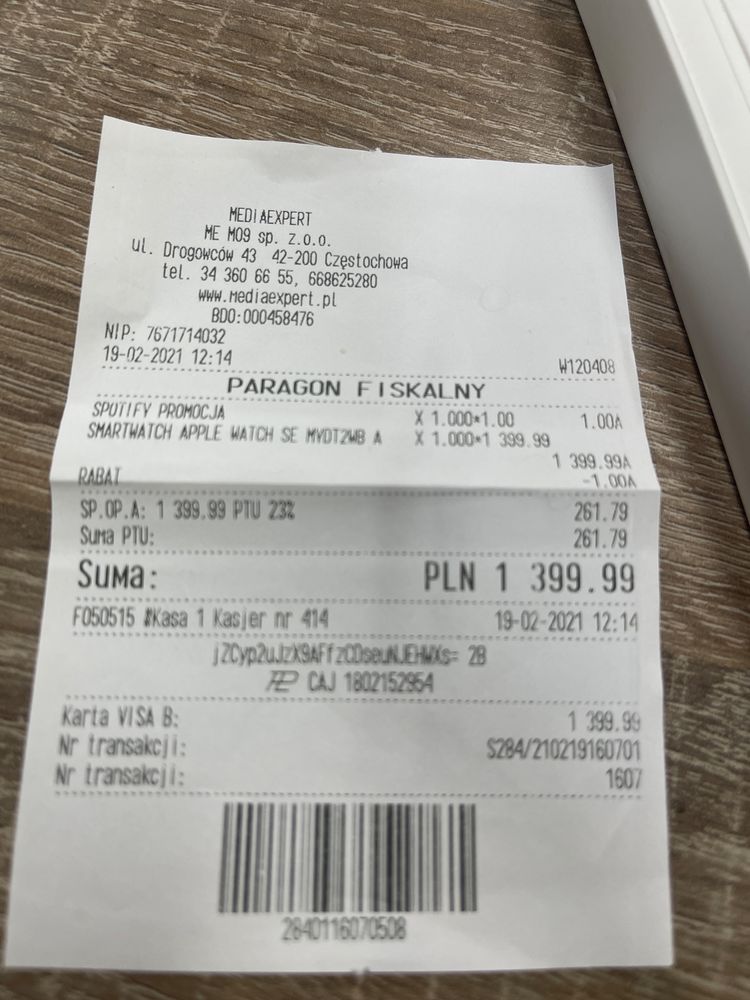 MEDIAEXPERT
ME M09 sp. z.o.o.
ul. Drogowców 43 42-200 Częstochowa
tel. 34 360 66 55, 668625280
www.mediaexpert.pl
BDO:000458476
NIP: 7671714032
19-02-2021 12:14 W120408
PARAGON FISKALNY
SPOTIFY PROMOCJA X 1.000*1.00 1.00A
SMARTWATCH APPLE WATCH SE MYDT2WB A X 1.000*1 399.99
1 399.99A
RABAT -1.00A
SP.OP.A: 1 399.99 PTU 23% 261.79
Suma PTU: 261.79
Suma: PLN 1 399.99
F050515 #Kasa 1 Kasjer nr 414 19-02-2021 12:14
2B
CAJ 1802152954
Karta VISA B: 1 399.99
Nr transakcji: S284/210219160701
Nr transakcji: 1607
2840116070508